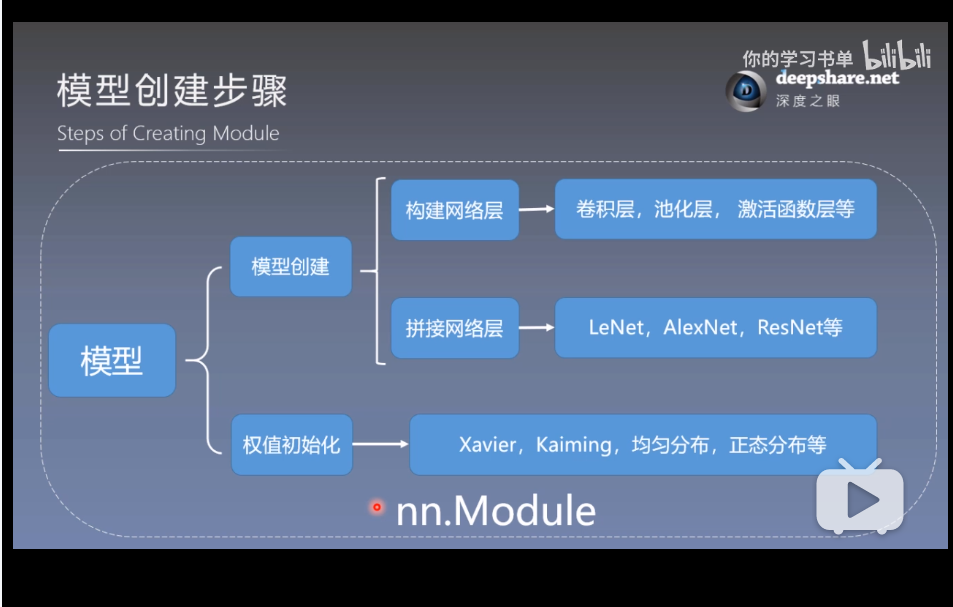 你的学习书单 bilibili
deepshare.net
深度之眼
模型创建步骤
Steps of Creating Module
构建网络层
卷积层，池化层， 激活函数层等
模型创建
拼接网络层
LeNet，AlexNet，ResNet等
模型
权值初始化
Xavier，Kaiming，均匀分布，正态分布等
nn.Module